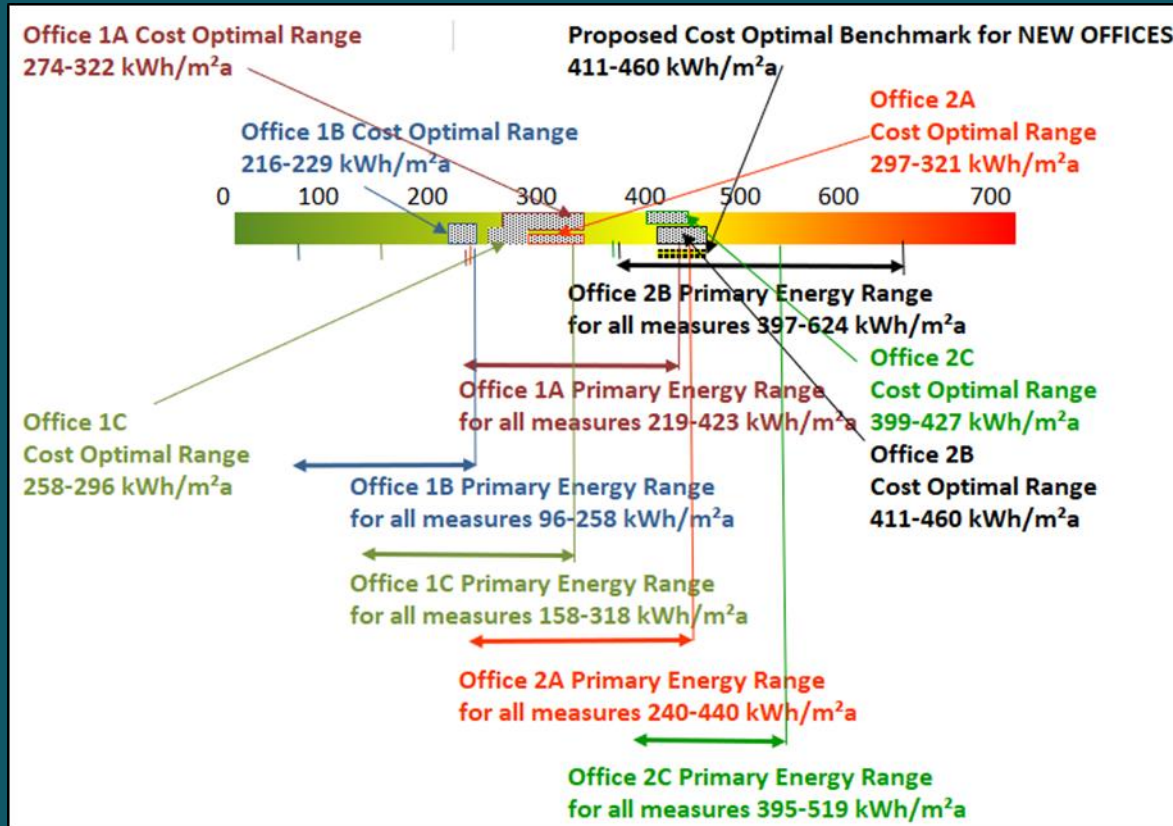 Office 1A Cost Optimal Range
274-322 kWh/m²a
Proposed Cost Optimal Benchmark for NEW OFFICES
411-460 kWh/m²a
Office 2A
Cost Optimal Range
297-321 kWh/m²a
Office 1B Cost Optimal Range
216-229 kWh/m²a
0 100 200 300 400 500 600 700
Office 2B Primary Energy Range
for all measures 397-624 kWh/m²a
Office 2C
Cost Optimal Range
399-427 kWh/m²a
Office 1A Primary Energy Range
for all measures 219-423 kWh/m²a
Office 1C
Cost Optimal Range
258-296 kWh/m²a
Office 2B
Cost Optimal Range
411-460 kWh/m²a
Office 1B Primary Energy Range
for all measures 96-258 kWh/m²a
Office 1C Primary Energy Range
for all measures 158-318 kWh/m²a
Office 2A Primary Energy Range
for all measures 240-440 kWh/m²a
Office 2C Primary Energy Range
for all measures 395-519 kWh/m²a